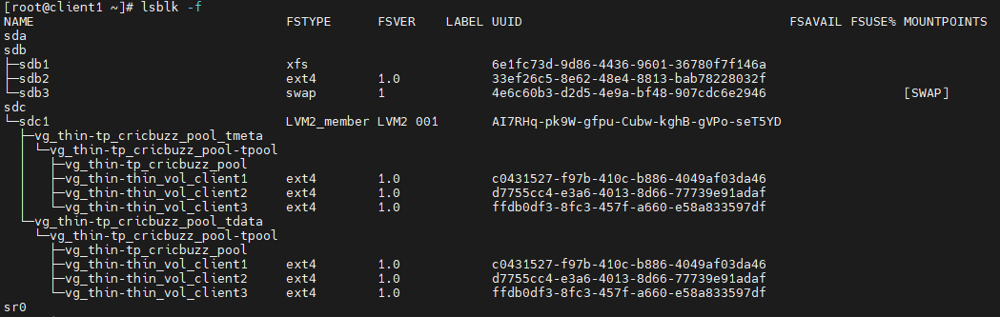 [root@client1 ~]# lsblk -f
NAME FSTYPE FSVER LABEL UUID FSAVAIL FSUSE% MOUNTPOINTS
sda
sdb
├─sdb1 xfs 6e1fc73d-9d86-4436-9601-36780f7f146a
├─sdb2 ext4 1.0 33ef26c5-8e62-48e4-8813-bab78228032f
└─sdb3 swap 1 4e6c60b3-d2d5-4e9a-bf48-907cdc6e2946 [SWAP]
sdc
└─sdc1 LVM2_member LVM2 001 AI7RHq-pk9W-gfpu-Cubw-kghB-gVPo-seT5YD
  ├─vg_thin-tp_cricbuzz_pool_tmeta
  │ └─vg_thin-tp_cricbuzz_pool-tpool
  │   ├─vg_thin-tp_cricbuzz_pool
  │   ├─vg_thin-thin_vol_client1 ext4 1.0 c0431527-f97b-410c-b886-4049af03da46
  │   ├─vg_thin-thin_vol_client2 ext4 1.0 d7755cc4-e3a6-4013-8d66-77739e91adaf
  │   └─vg_thin-thin_vol_client3 ext4 1.0 ffdb0df3-8fc3-457f-a660-e58a833597df
  └─vg_thin-tp_cricbuzz_pool_tdata
    └─vg_thin-tp_cricbuzz_pool-tpool
      ├─vg_thin-tp_cricbuzz_pool
      ├─vg_thin-thin_vol_client1 ext4 1.0 c0431527-f97b-410c-b886-4049af03da46
      ├─vg_thin-thin_vol_client2 ext4 1.0 d7755cc4-e3a6-4013-8d66-77739e91adaf
      └─vg_thin-thin_vol_client3 ext4 1.0 ffdb0df3-8fc3-457f-a660-e58a833597df
sr0